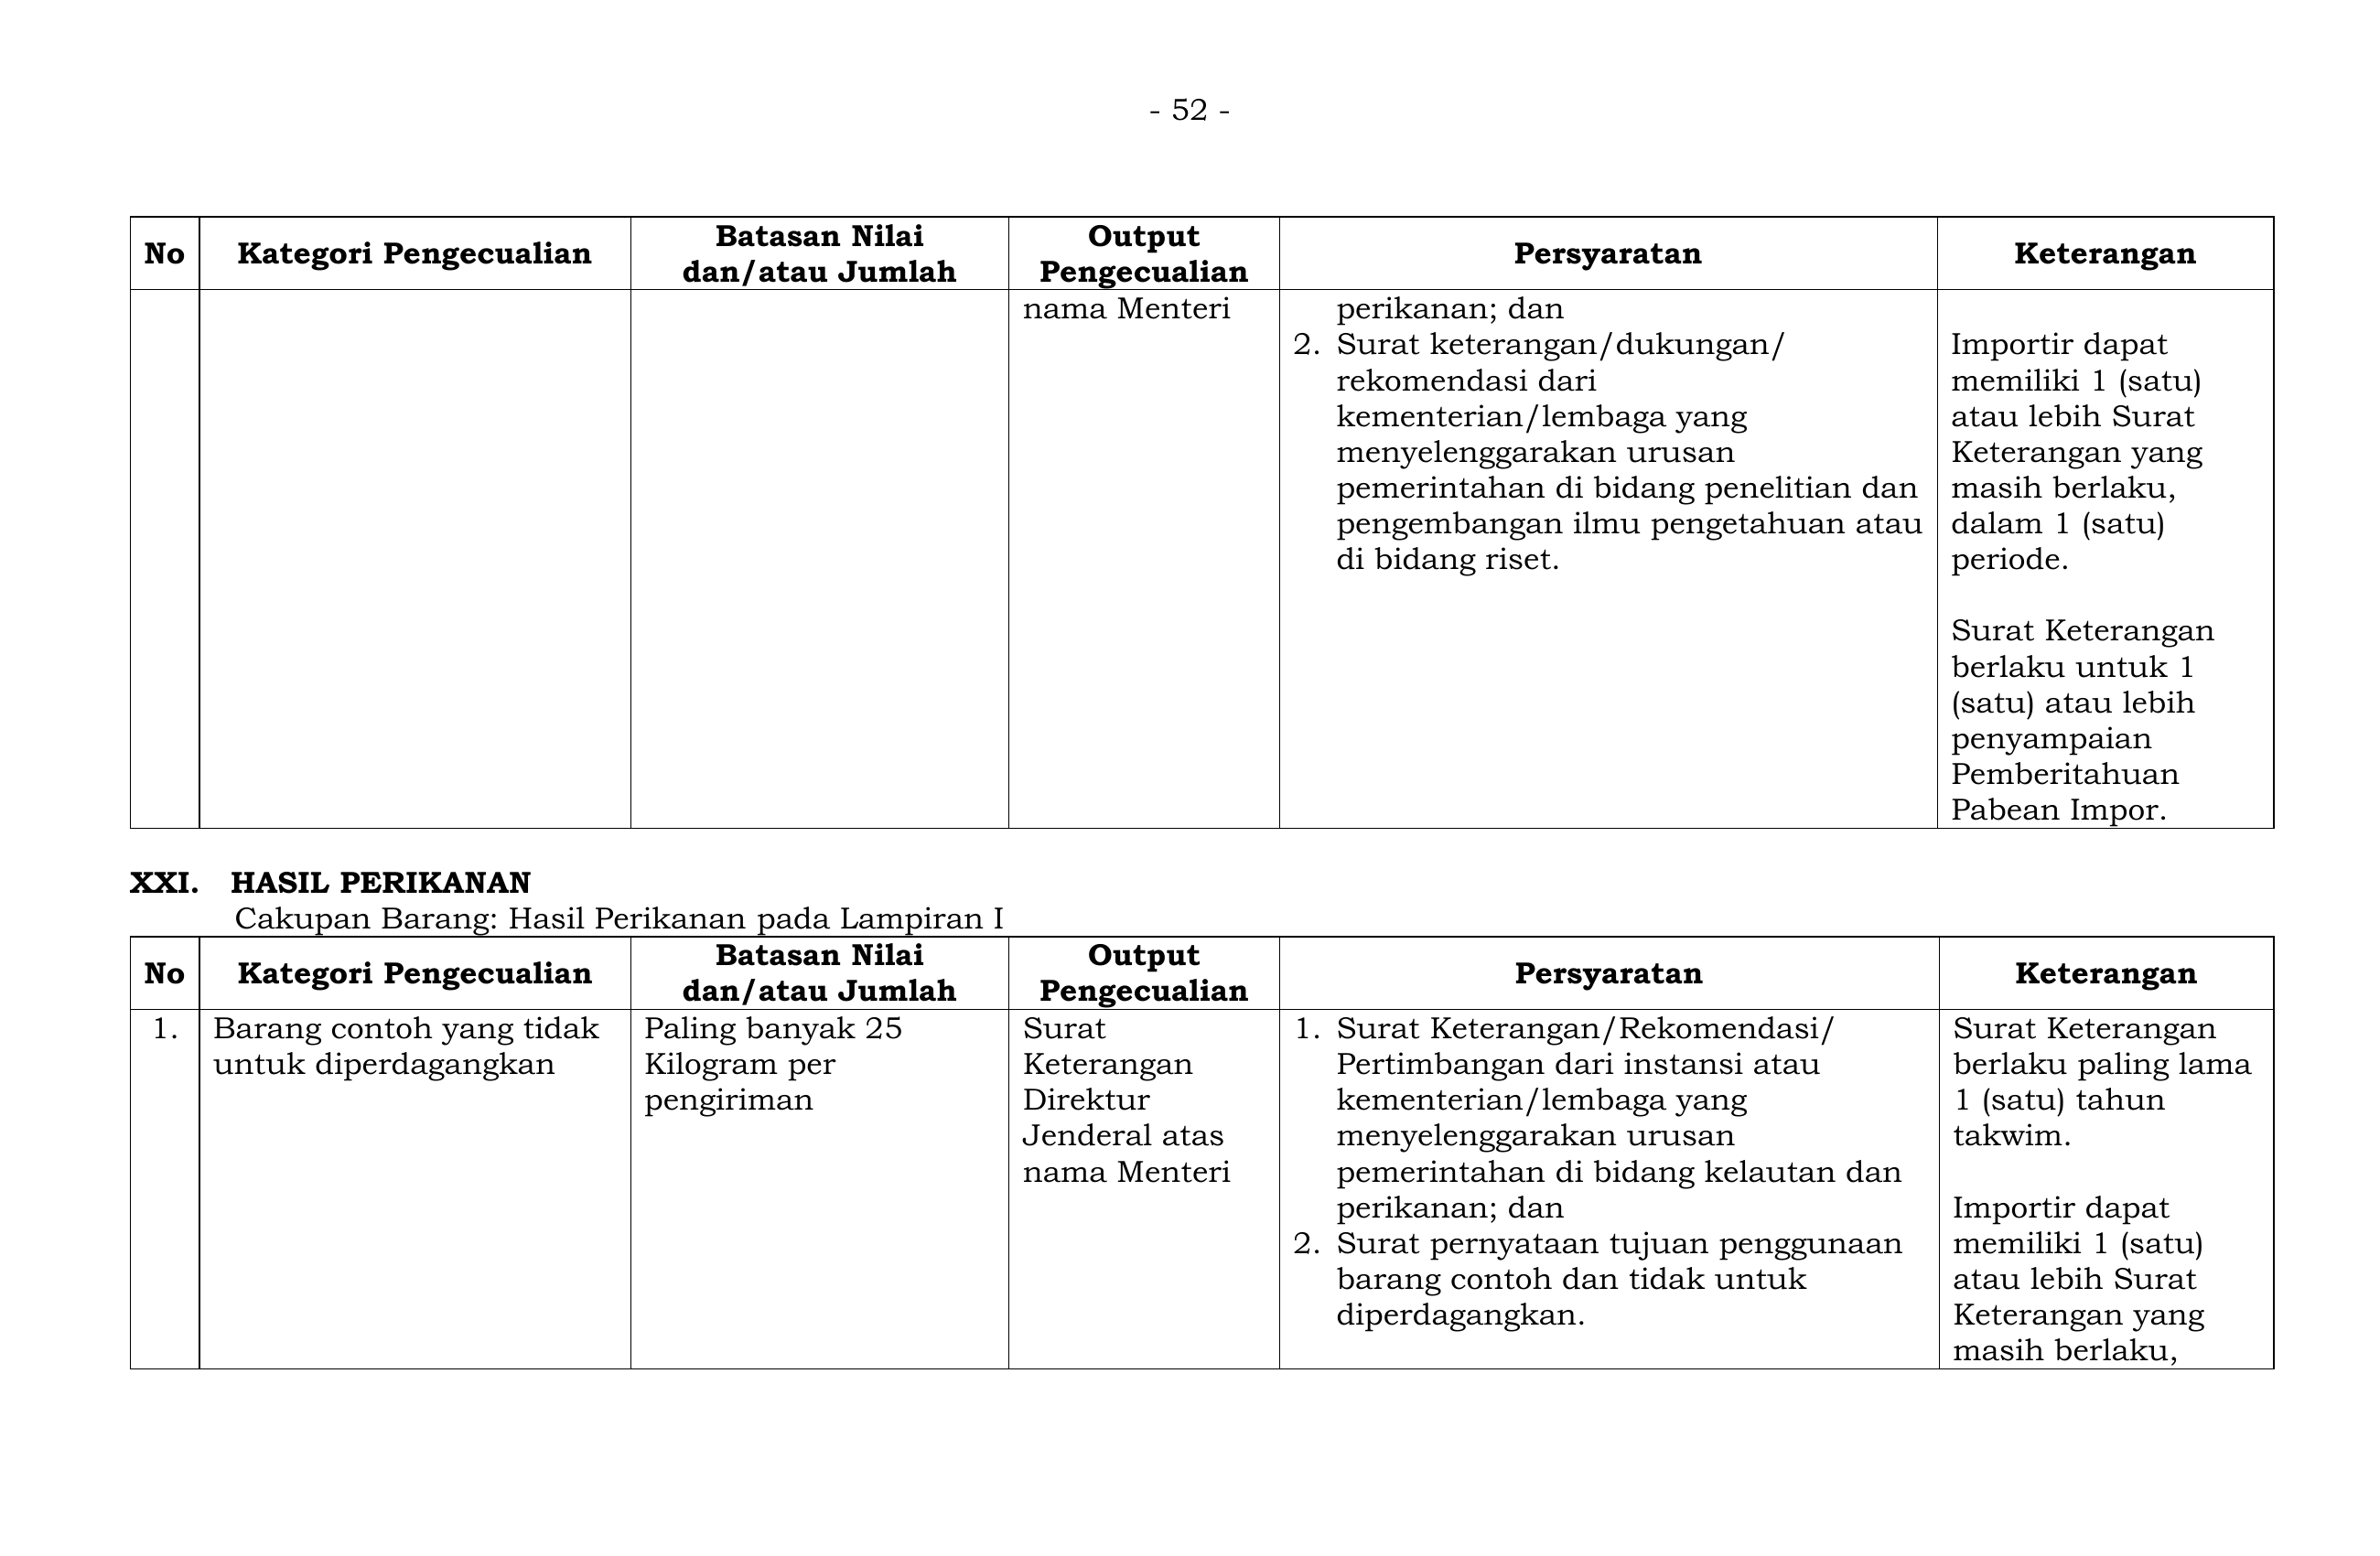 - 52 -
No
Kategori Pengecualian
Batasan Nilai
dan/atau Jumlah
Output
Pengecualian
Persyaratan
Keterangan
nama Menteri
perikanan; dan
2. Surat keterangan/dukungan/
rekomendasi dari
kementerian/lembaga yang
menyelenggarakan urusan
pemerintahan di bidang penelitian dan
pengembangan ilmu pengetahuan atau
di bidang riset.
Importir dapat
memiliki 1 (satu)
atau lebih Surat
Keterangan yang
masih berlaku,
dalam 1 (satu)
periode.
Surat Keterangan
berlaku untuk 1
(satu) atau lebih
penyampaian
Pemberitahuan
Pabean Impor.
XXI. HASIL PERIKANAN
Cakupan Barang: Hasil Perikanan pada Lampiran I
No
Kategori Pengecualian
Batasan Nilai
dan/atau Jumlah
Output
Pengecualian
Persyaratan
Keterangan
1.
Barang contoh yang tidak
untuk diperdagangkan
Paling banyak 25
Kilogram per
pengiriman
Surat
Keterangan
Direktur
Jenderal atas
nama Menteri
1. Surat Keterangan/Rekomendasi/
Pertimbangan dari instansi atau
kementerian/lembaga yang
menyelenggarakan urusan
pemerintahan di bidang kelautan dan
perikanan; dan
2. Surat pernyataan tujuan penggunaan
barang contoh dan tidak untuk
diperdagangkan.
Surat Keterangan
berlaku paling lama
1 (satu) tahun
takwim.
Importir dapat
memiliki 1 (satu)
atau lebih Surat
Keterangan yang
masih berlaku,